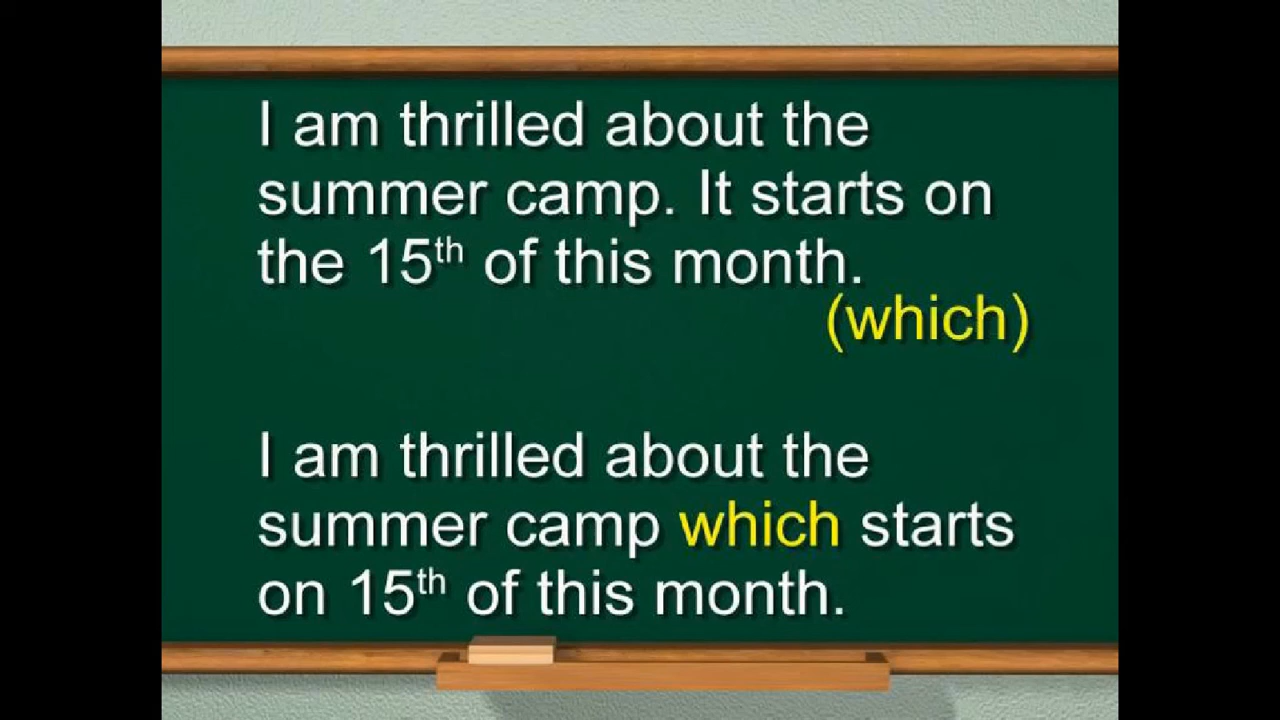 I am thrilled about the
summer camp. It starts on
the 15th of this month.
(which)
I am thrilled about the
summer camp which starts
on 15th of this month.